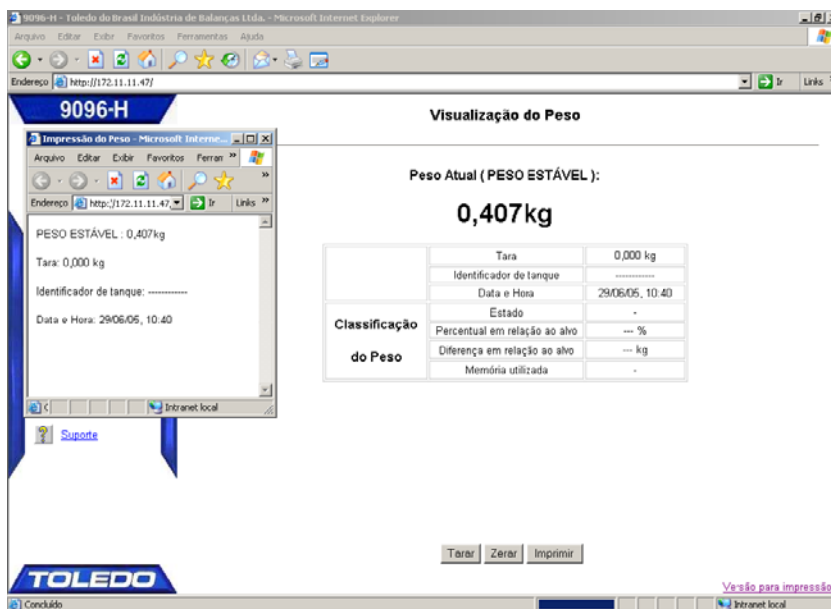 9096-H - Toledo do Brasil Indústria de Balanças Ltda. - Microsoft Internet Explorer
Arquivo Editar Exibir Favoritos Ferramentas Ajuda
Endereço http://172.11.11.47/ Ir Links
9096-H
Visualização do Peso
Impressão do Peso - Microsoft Interne...
Arquivo Editar Exibir Favoritos Ferran »
Endereço http://172.11.11.47, Ir Links »
PESO ESTÁVEL : 0,407kg
Tara: 0,000 kg
Identificador de tanque: ------------
Data e Hora: 29/06/05, 10:40
Intranet local
Peso Atual ( PESO ESTÁVEL ):
0,407kg
Tara 0,000 kg
Identificador de tanque ------------
Data e Hora 29/06/05, 10:40
Classificação do Peso
Estado -
Percentual em relação ao alvo --- %
Diferença em relação ao alvo --- kg
Memória utilizada -
Suporte
Tarar Zerar Imprimir
TOLEDO
Versão para impressão
Concluído Intranet local